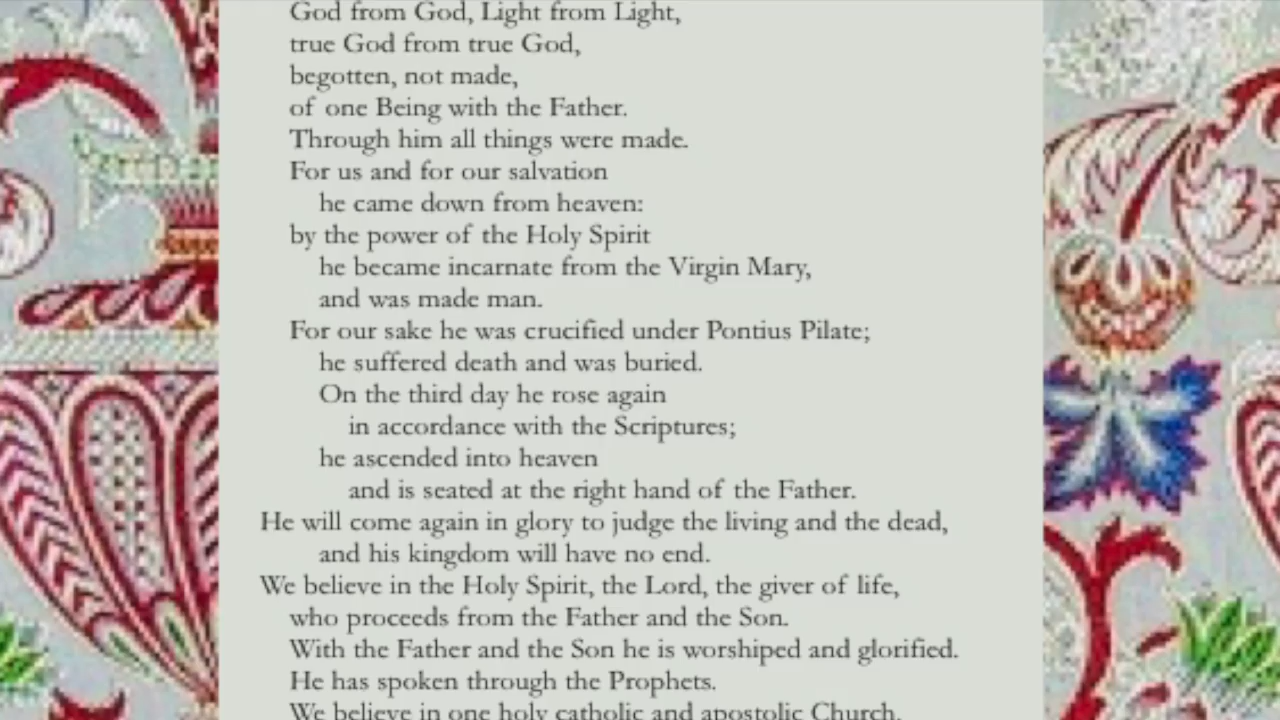 God from God, Light from Light,
true God from true God,
begotten, not made,
of one Being with the Father.
Through him all things were made.
For us and for our salvation
he came down from heaven:
by the power of the Holy Spirit
he became incarnate from the Virgin Mary,
and was made man.
For our sake he was crucified under Pontius Pilate;
he suffered death and was buried.
On the third day he rose again
in accordance with the Scriptures;
he ascended into heaven
and is seated at the right hand of the Father.
He will come again in glory to judge the living and the dead,
and his kingdom will have no end.
We believe in the Holy Spirit, the Lord, the giver of life,
who proceeds from the Father and the Son.
With the Father and the Son he is worshiped and glorified.
He has spoken through the Prophets.
We believe in one holy catholic and apostolic Church.